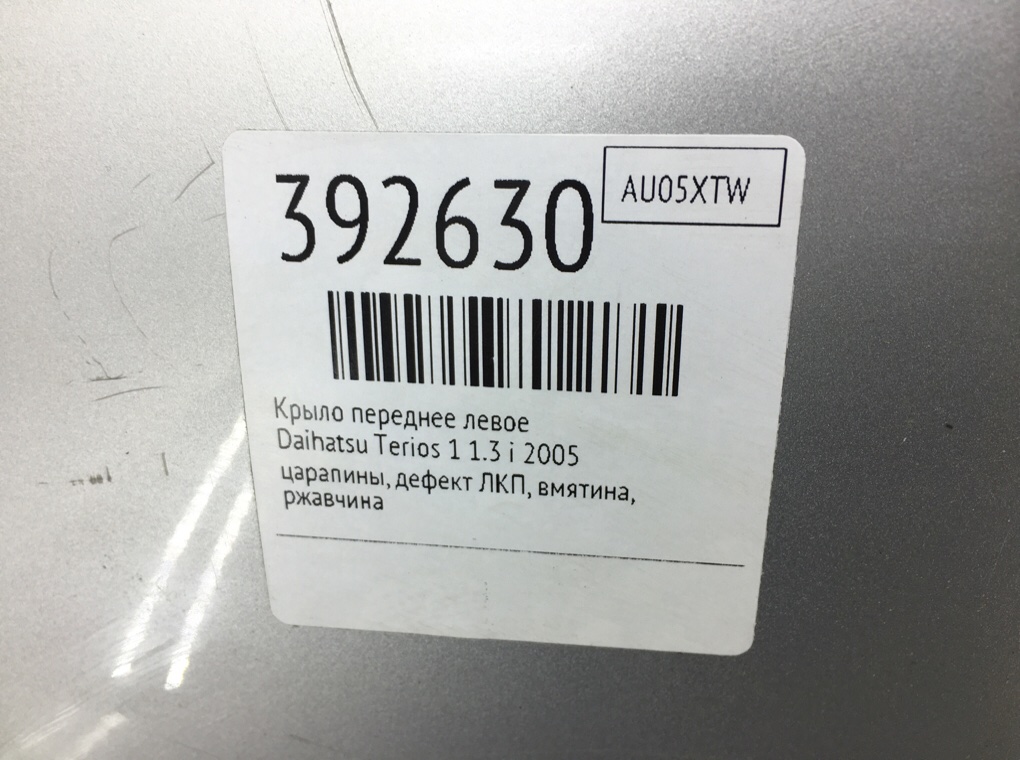 392630
AU05XTW
Крыло переднее левое
Daihatsu Terios 1 1.3 i 2005
царапины, дефект ЛКП, вмятина,
ржавчина